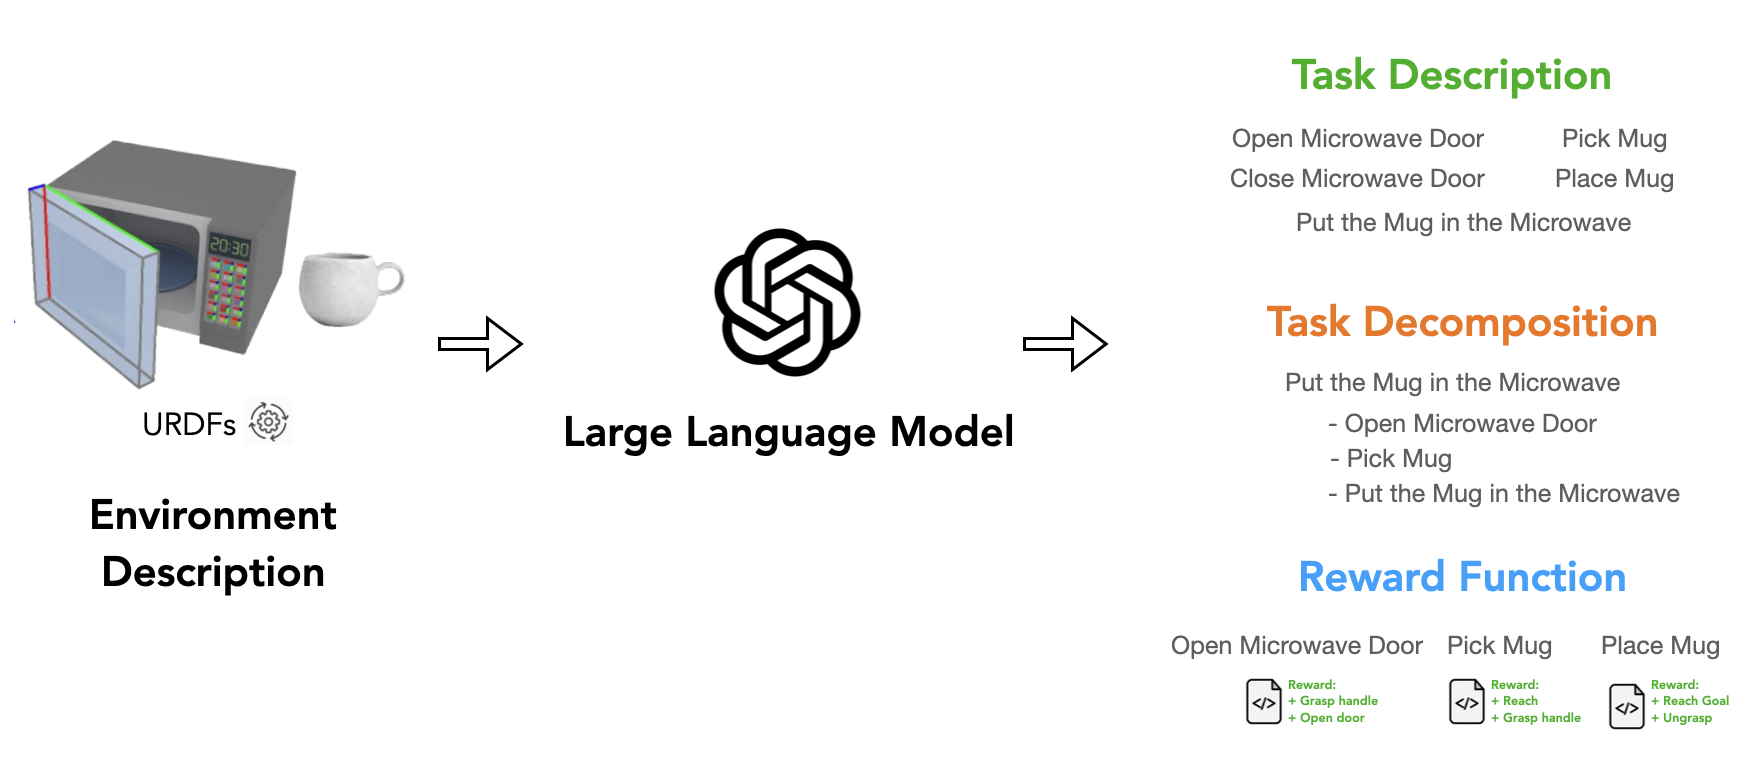 20:30
URDFs
Environment
Description
Large Language Model
Task Description
Open Microwave Door Pick Mug
Close Microwave Door Place Mug
Put the Mug in the Microwave
Task Decomposition
Put the Mug in the Microwave
- Open Microwave Door
- Pick Mug
- Put the Mug in the Microwave
Reward Function
Open Microwave Door Pick Mug Place Mug
</> Reward:
+ Grasp handle
+ Open door
</> Reward:
+ Reach
+ Grasp handle
</> Reward:
+ Reach Goal
+ Ungrasp